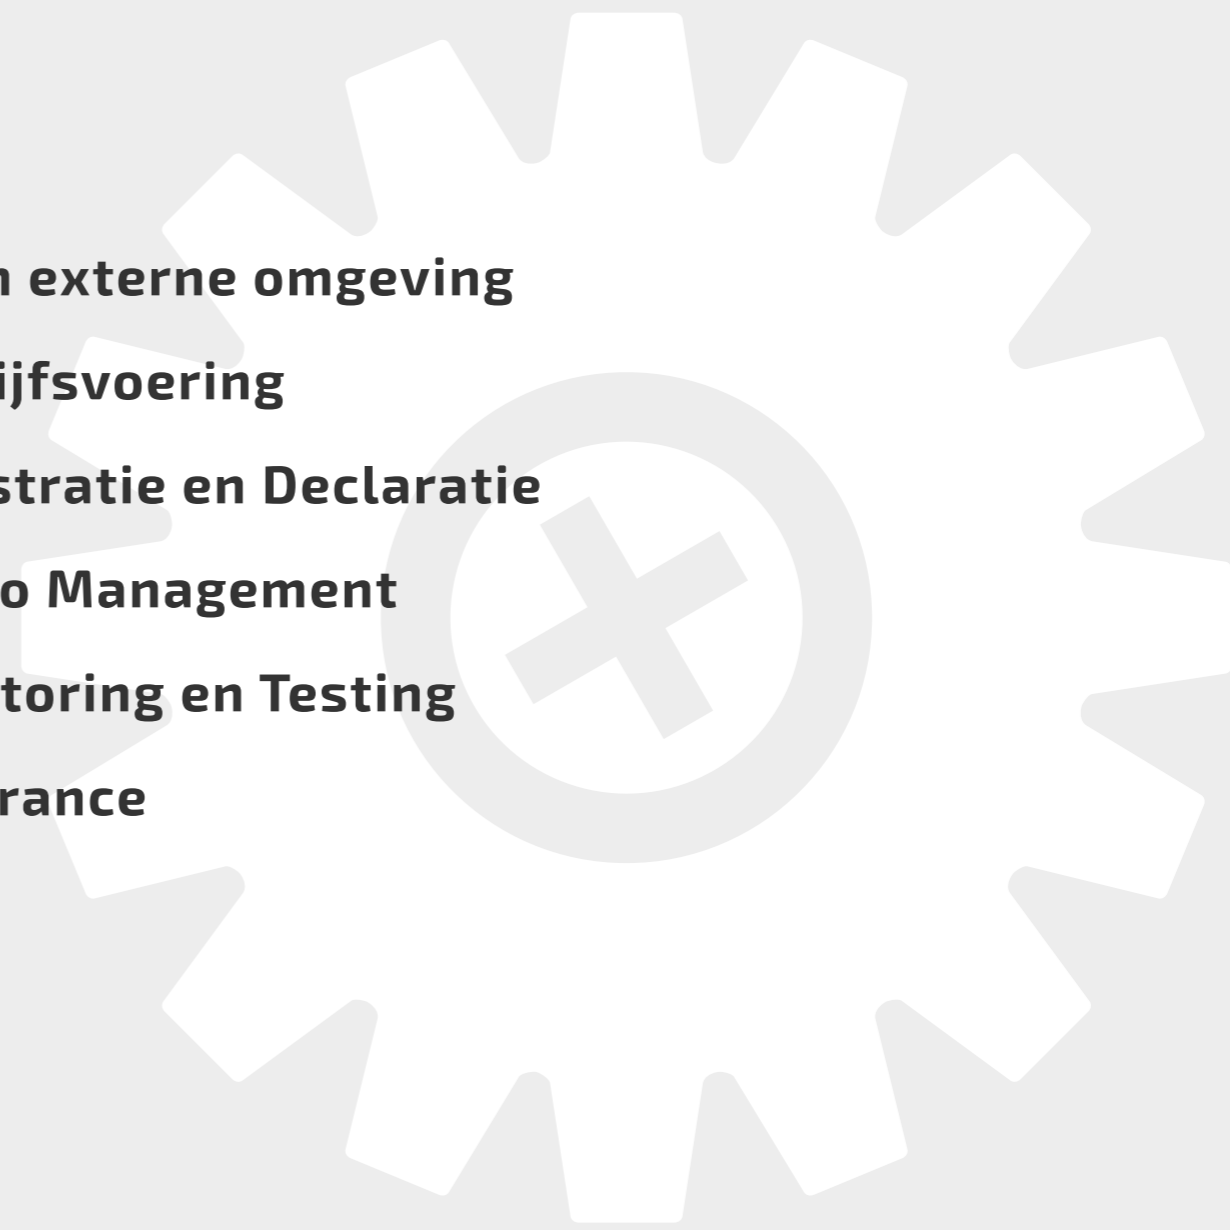 n externe omgeving
ijfsvoering
stratie en Declaratie
o Management
toring en Testing
rance